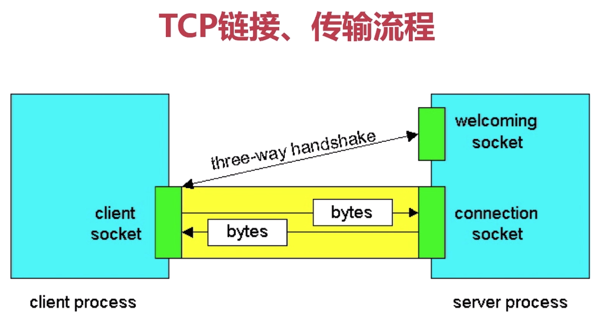 TCP链接、传输流程
three-way handshake
welcoming
socket
client
socket
bytes
bytes
connection
socket
client process
server process